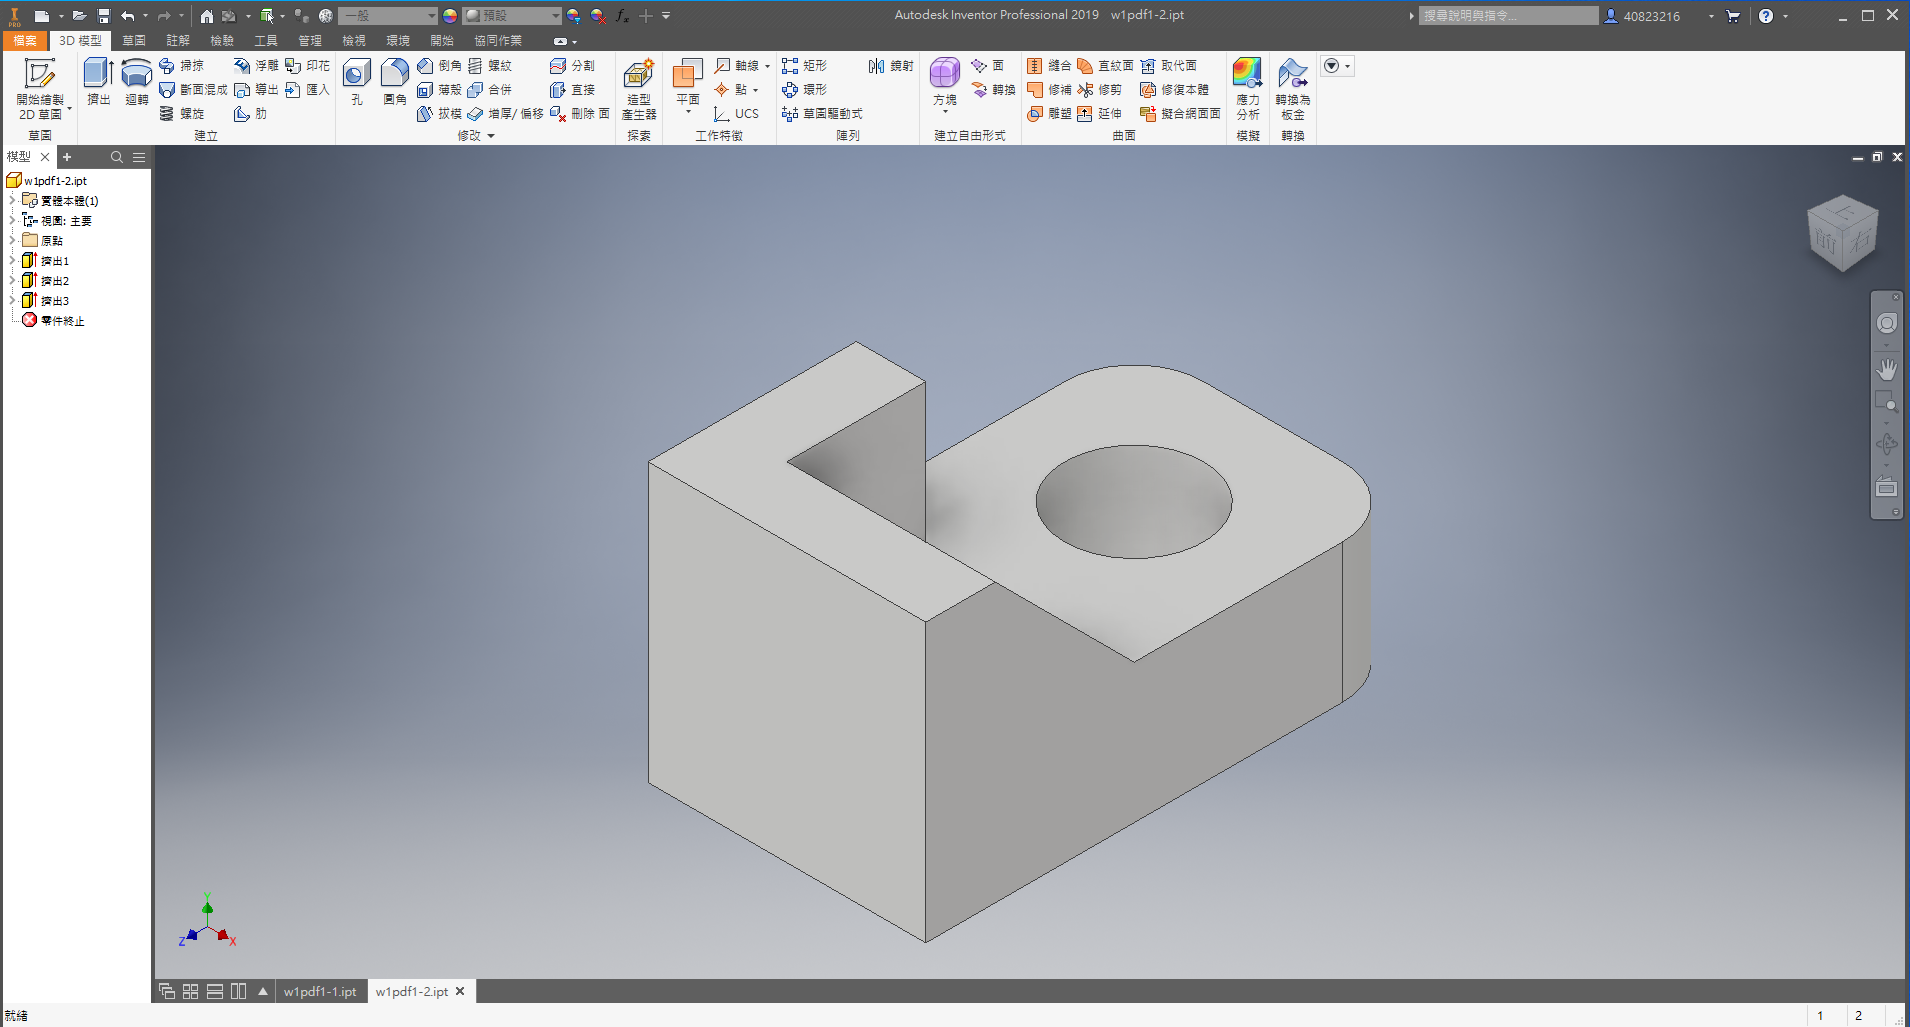 PRO
一般
預設
fx
Autodesk Inventor Professional 2019 w1pdf1-2.ipt
搜尋說明與指令...
40823216
檔案 3D 模型 草圖 註解 檢驗 工具 管理 檢視 環境 開始 協同作業
開始繪製
2D 草圖
草圖
擠出
迴轉
掃掠
斷面混成
螺旋
浮雕
導出
肋
印花
匯入
建立
孔
圓角
倒角
薄殼
拔模
螺紋
合併
增厚/ 偏移
分割
直接
刪除 面
修改
造型
產生器
探索
平面
軸線
點
UCS
工作特徵
矩形
環形
草圖驅動式
鏡射
陣列
方塊
面
轉換
建立自由形式
縫合
修補
雕塑
直紋面
修剪
延伸
取代面
修復本體
擬合網面面
曲面
應力
分析
模擬
轉換為
板金
轉換
模型
w1pdf1-2.ipt
實體本體(1)
視圖: 主要
原點
擠出1
擠出2
擠出3
零件終止
上
前
右
Y
Z
X
w1pdf1-1.ipt
w1pdf1-2.ipt
就緒
1
2